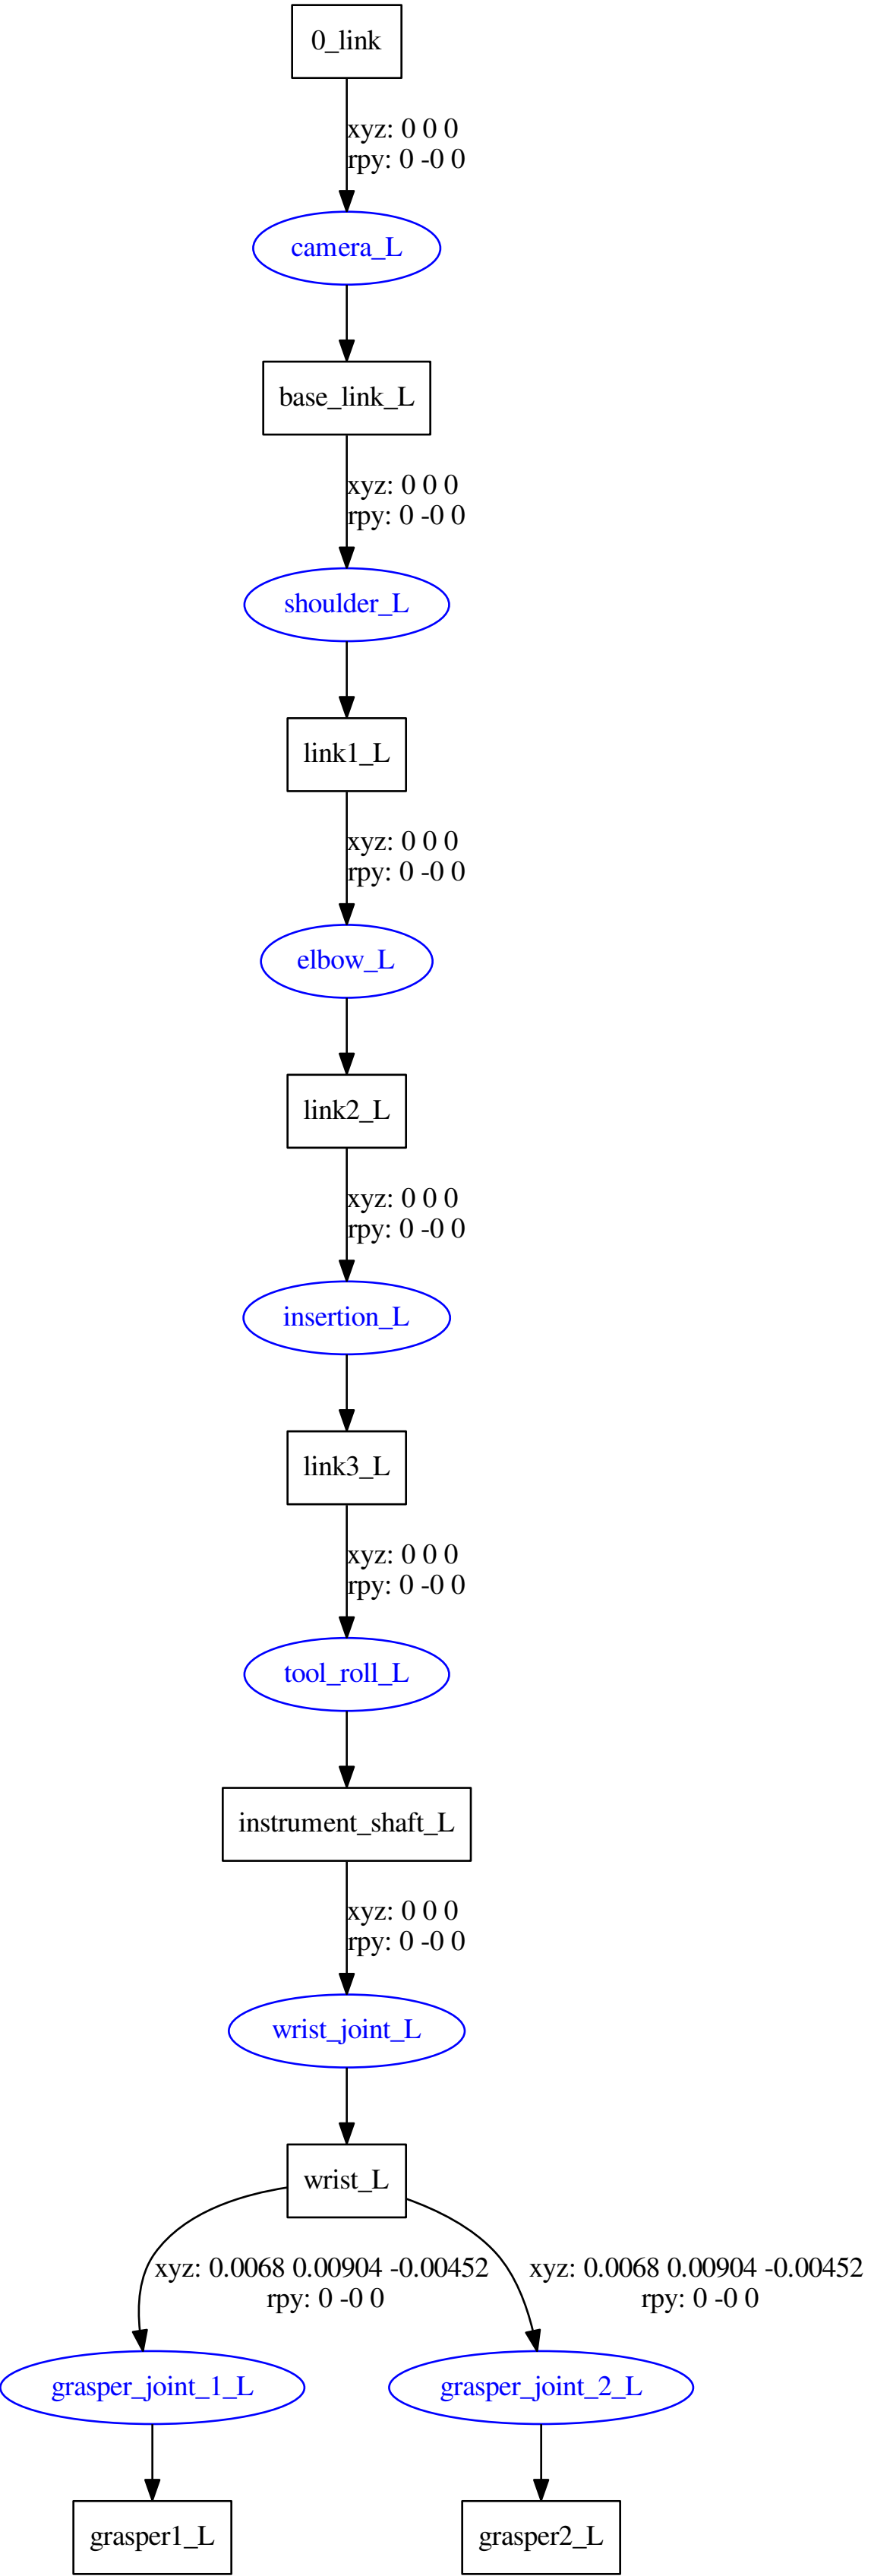 0_link
xyz: 0 0 0
rpy: 0 -0 0
camera_L
base_link_L
xyz: 0 0 0
rpy: 0 -0 0
shoulder_L
link1_L
xyz: 0 0 0
rpy: 0 -0 0
elbow_L
link2_L
xyz: 0 0 0
rpy: 0 -0 0
insertion_L
link3_L
xyz: 0 0 0
rpy: 0 -0 0
tool_roll_L
instrument_shaft_L
xyz: 0 0 0
rpy: 0 -0 0
wrist_joint_L
wrist_L
xyz: 0.0068 0.00904 -0.00452
rpy: 0 -0 0
xyz: 0.0068 0.00904 -0.00452
rpy: 0 -0 0
grasper_joint_1_L
grasper_joint_2_L
grasper1_L
grasper2_L